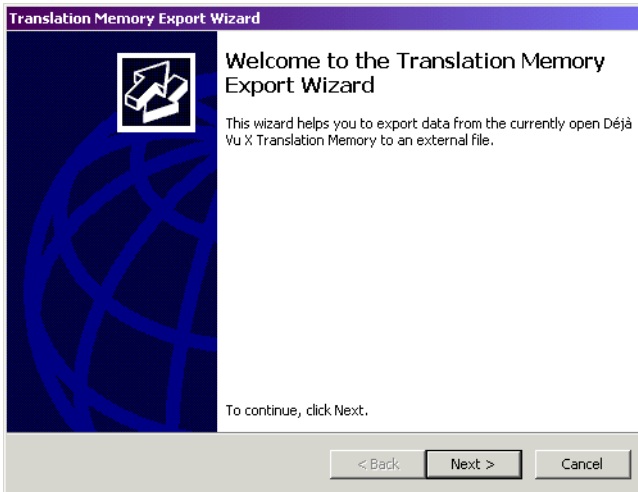 Translation Memory Export Wizard
Welcome to the Translation Memory
Export Wizard
This wizard helps you to export data from the currently open Déjà
Vu X Translation Memory to an external file.
To continue, click Next.
< Back
Next >
Cancel